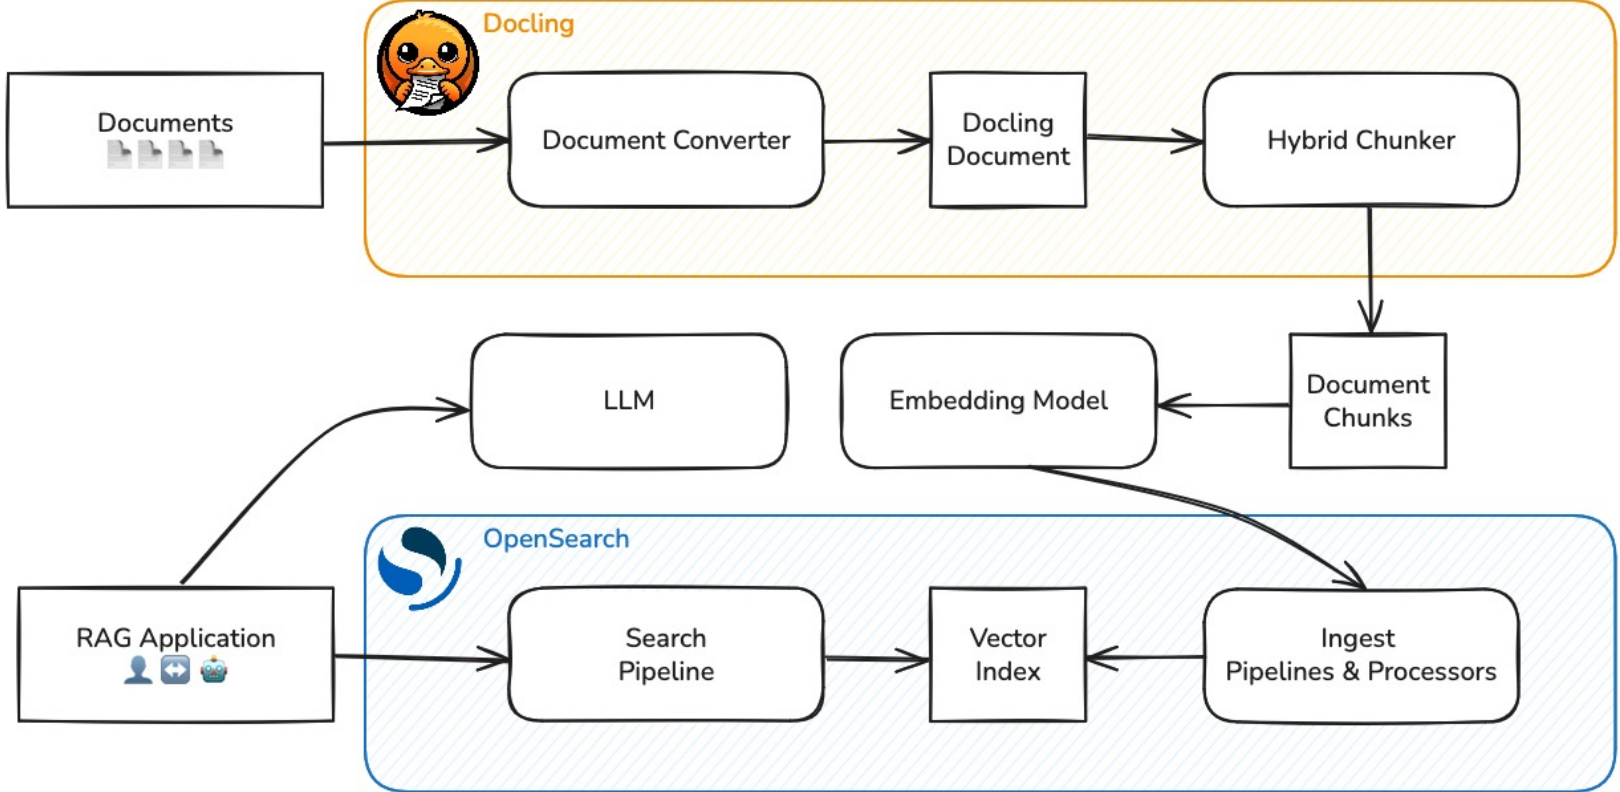 Docling
Documents
Document Converter
Docling
Document
Hybrid Chunker
LLM
Embedding Model
Document
Chunks
OpenSearch
RAG Application
Search
Pipeline
Vector
Index
Ingest
Pipelines & Processors